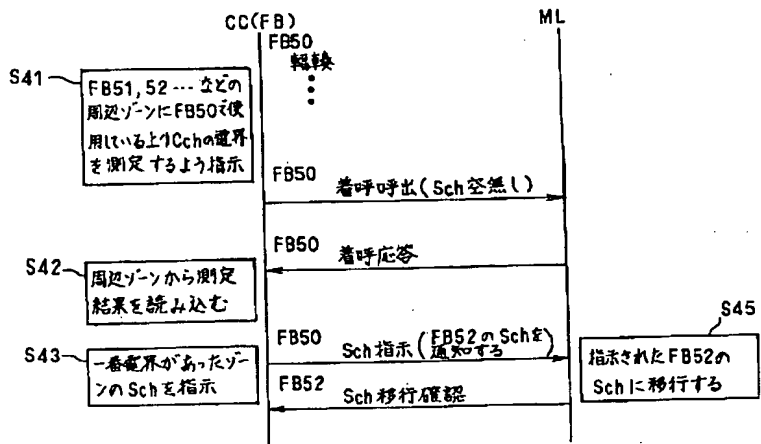 CC(FB)
ML
FB50
輻輳
S41
FB51,52…などの
周辺ゾーンにFB50で使
用している上りCchの電界
を測定するよう指示
FB50
着呼呼出(Sch空無し)
FB50
着呼応答
S42
周辺ゾーンから測定
結果を読み込む
S45
FB50
Sch指示(FB52のSchを
通知する)
指示されたFB52の
Schに移行する
S43
一番電界があったゾー
ンのSchを指示
FB52
Sch移行確認